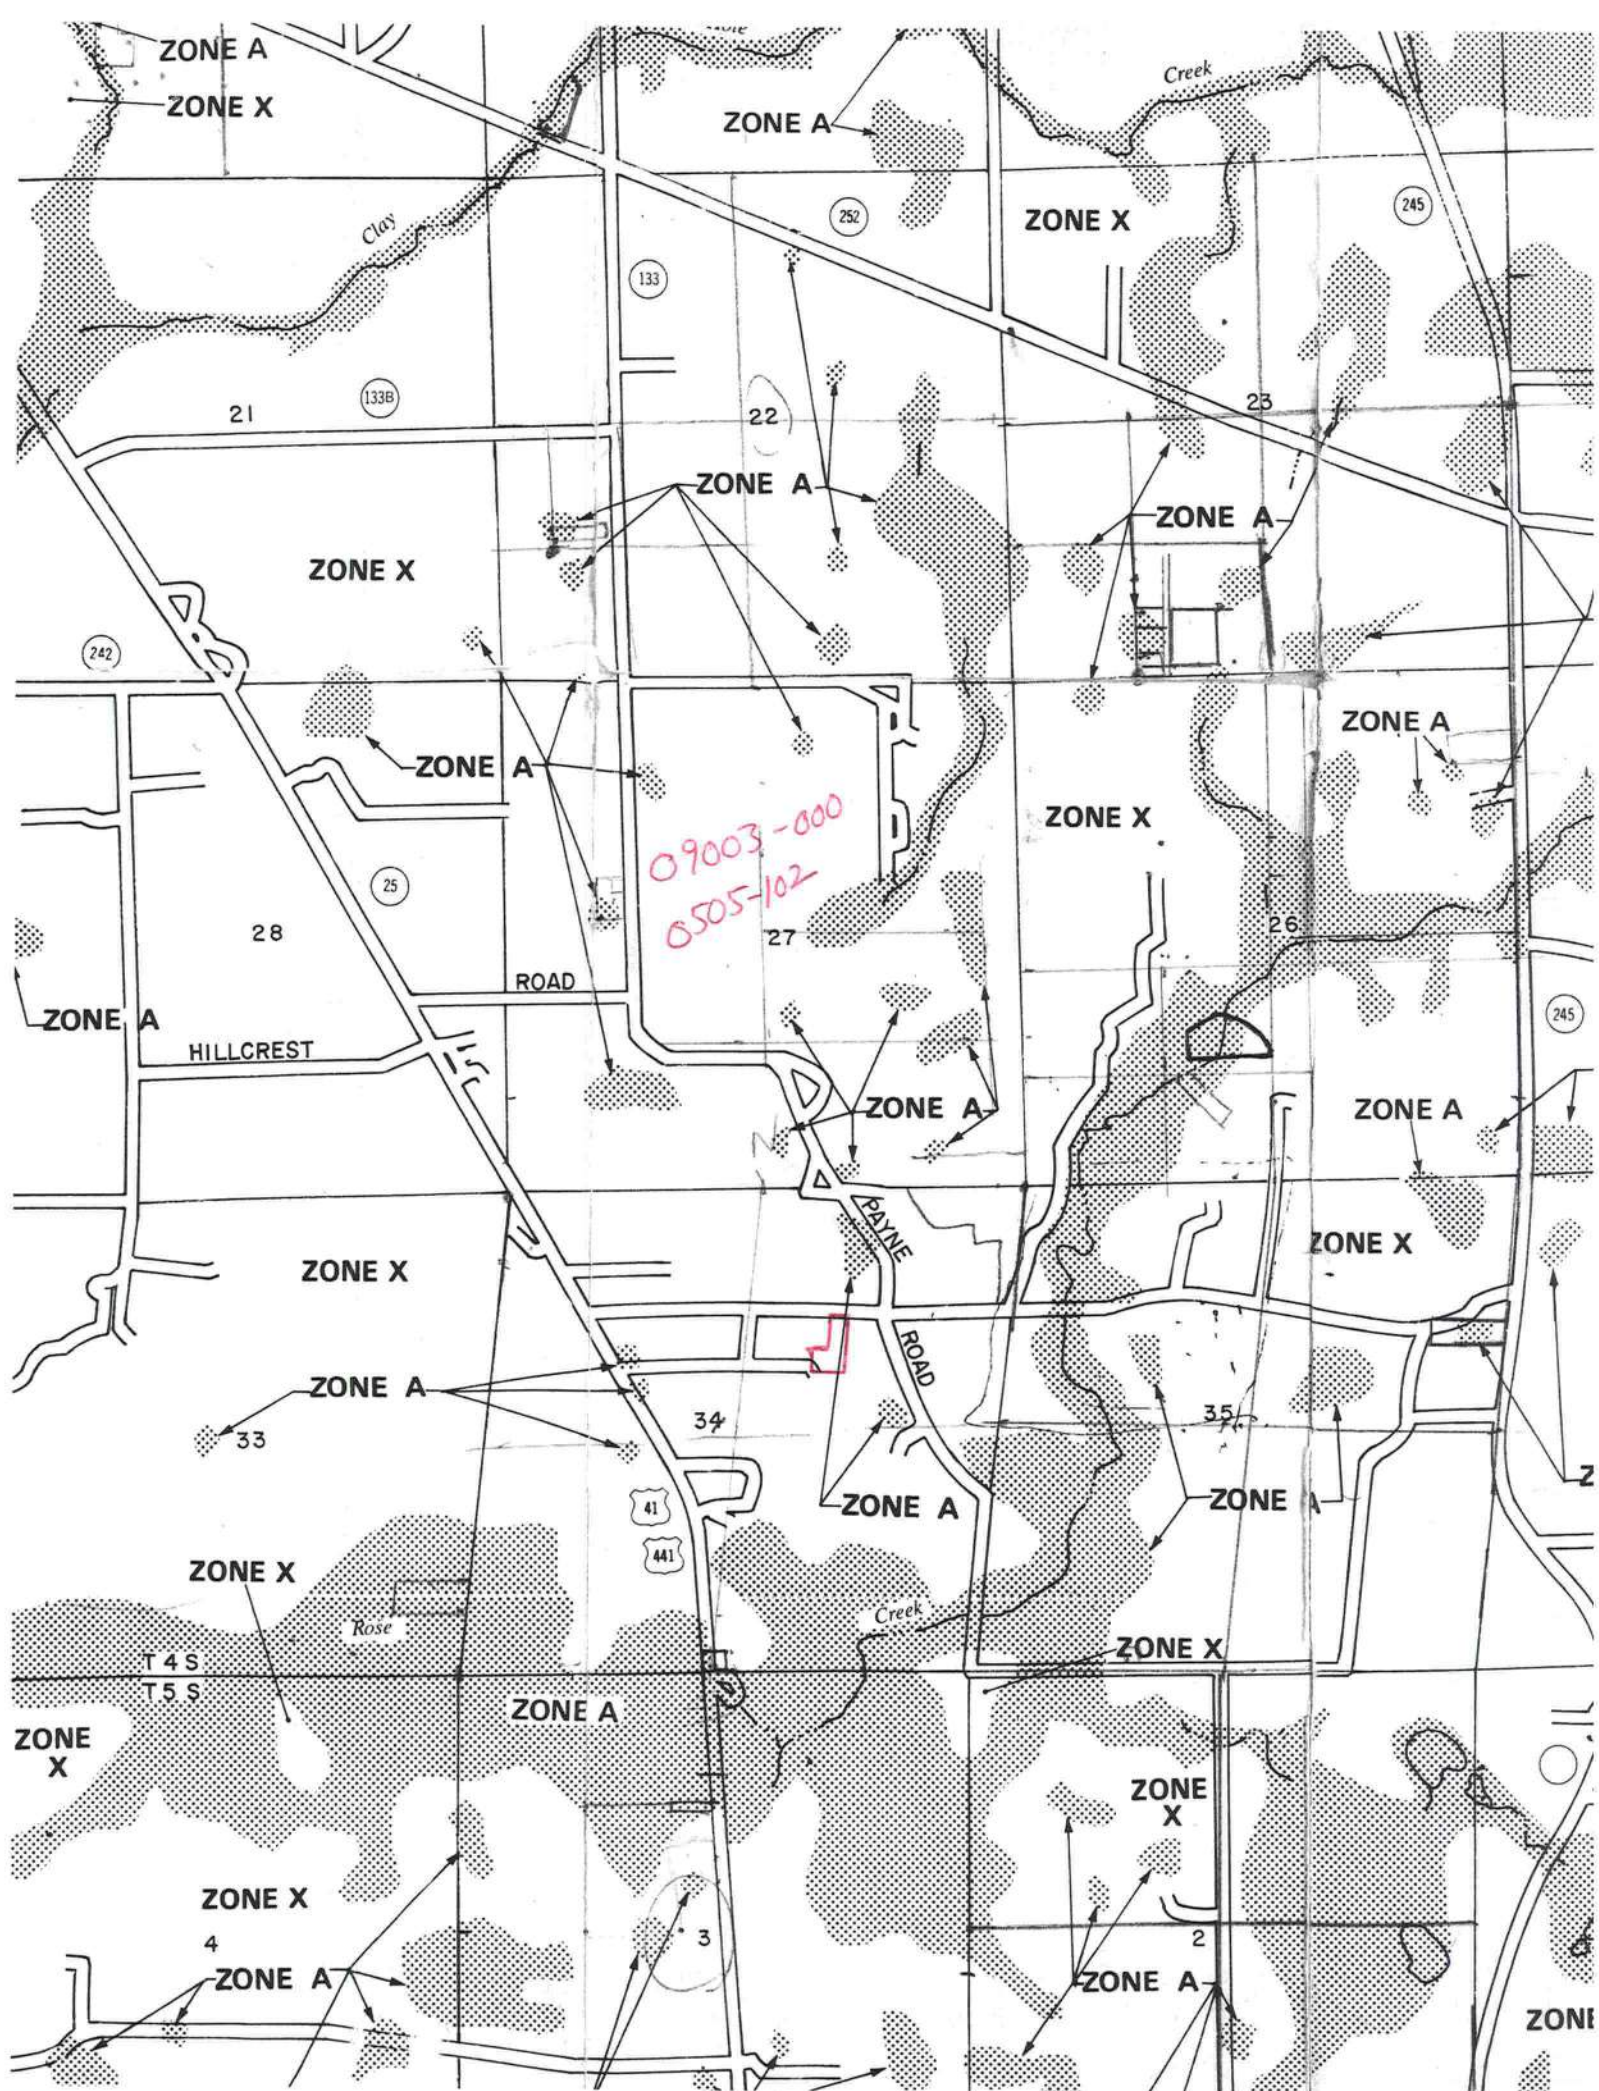 ZONE A
ZONE X
Creek
ZONE A
Clay
252
ZONE X
245
133
133B
21
22
23
ZONE A
ZONE A
ZONE X
242
ZONE A
ZONE A
ZONE X
09003-000
0505-102
25
28
27
26
ROAD
ZONE A
245
HILLCREST
ZONE A
ZONE A
PAYNE
ZONE X
ZONE X
ROAD
ZONE A
33
34
35
41
ZONE A
ZONE A
441
ZONE X
Rose
Creek
ZONE X
T 4 S
T 5 S
ZONE A
ZONE
X
ZONE
X
ZONE X
4
3
2
ZONE A
ZONE A
ZONE